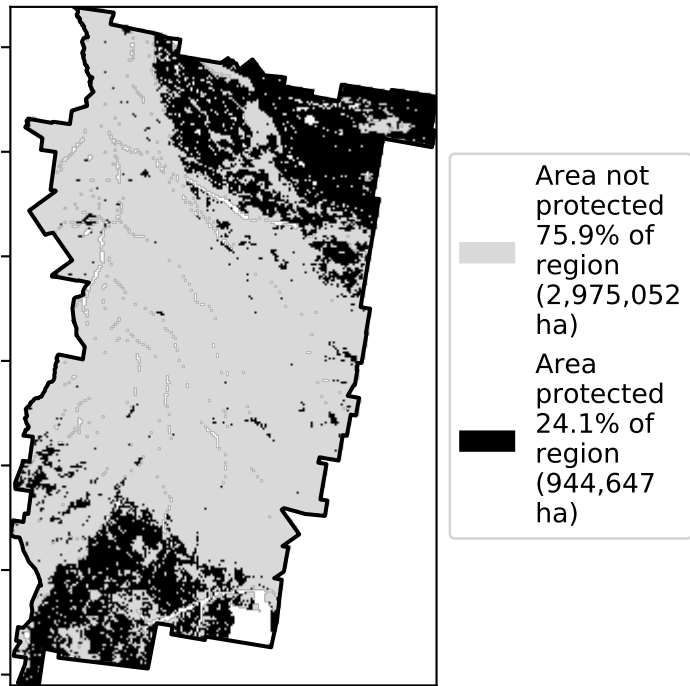 Area not
protected
75.9% of
region
(2,975,052
ha)
Area
protected
24.1% of
region
(944,647
ha)